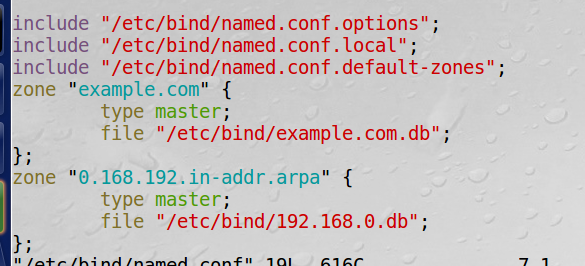 include "/etc/bind/named.conf.options";
include "/etc/bind/named.conf.local";
include "/etc/bind/named.conf.default-zones";
zone "example.com" {
        type master;
        file "/etc/bind/example.com.db";
};
zone "0.168.192.in-addr.arpa" {
        type master;
        file "/etc/bind/192.168.0.db";
};
"/etc/bind/named.conf" 19L, 616C 7,1